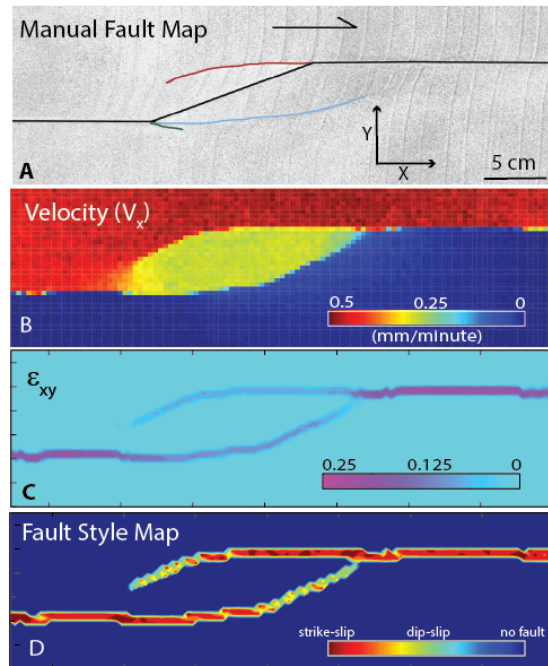 Manual Fault Map
Y
X
5 cm
A
Velocity (Vx)
0.5 0.25 0
(mm/minute)
B
εxy
0.25 0.125 0
C
Fault Style Map
strike-slip dip-slip no fault
D